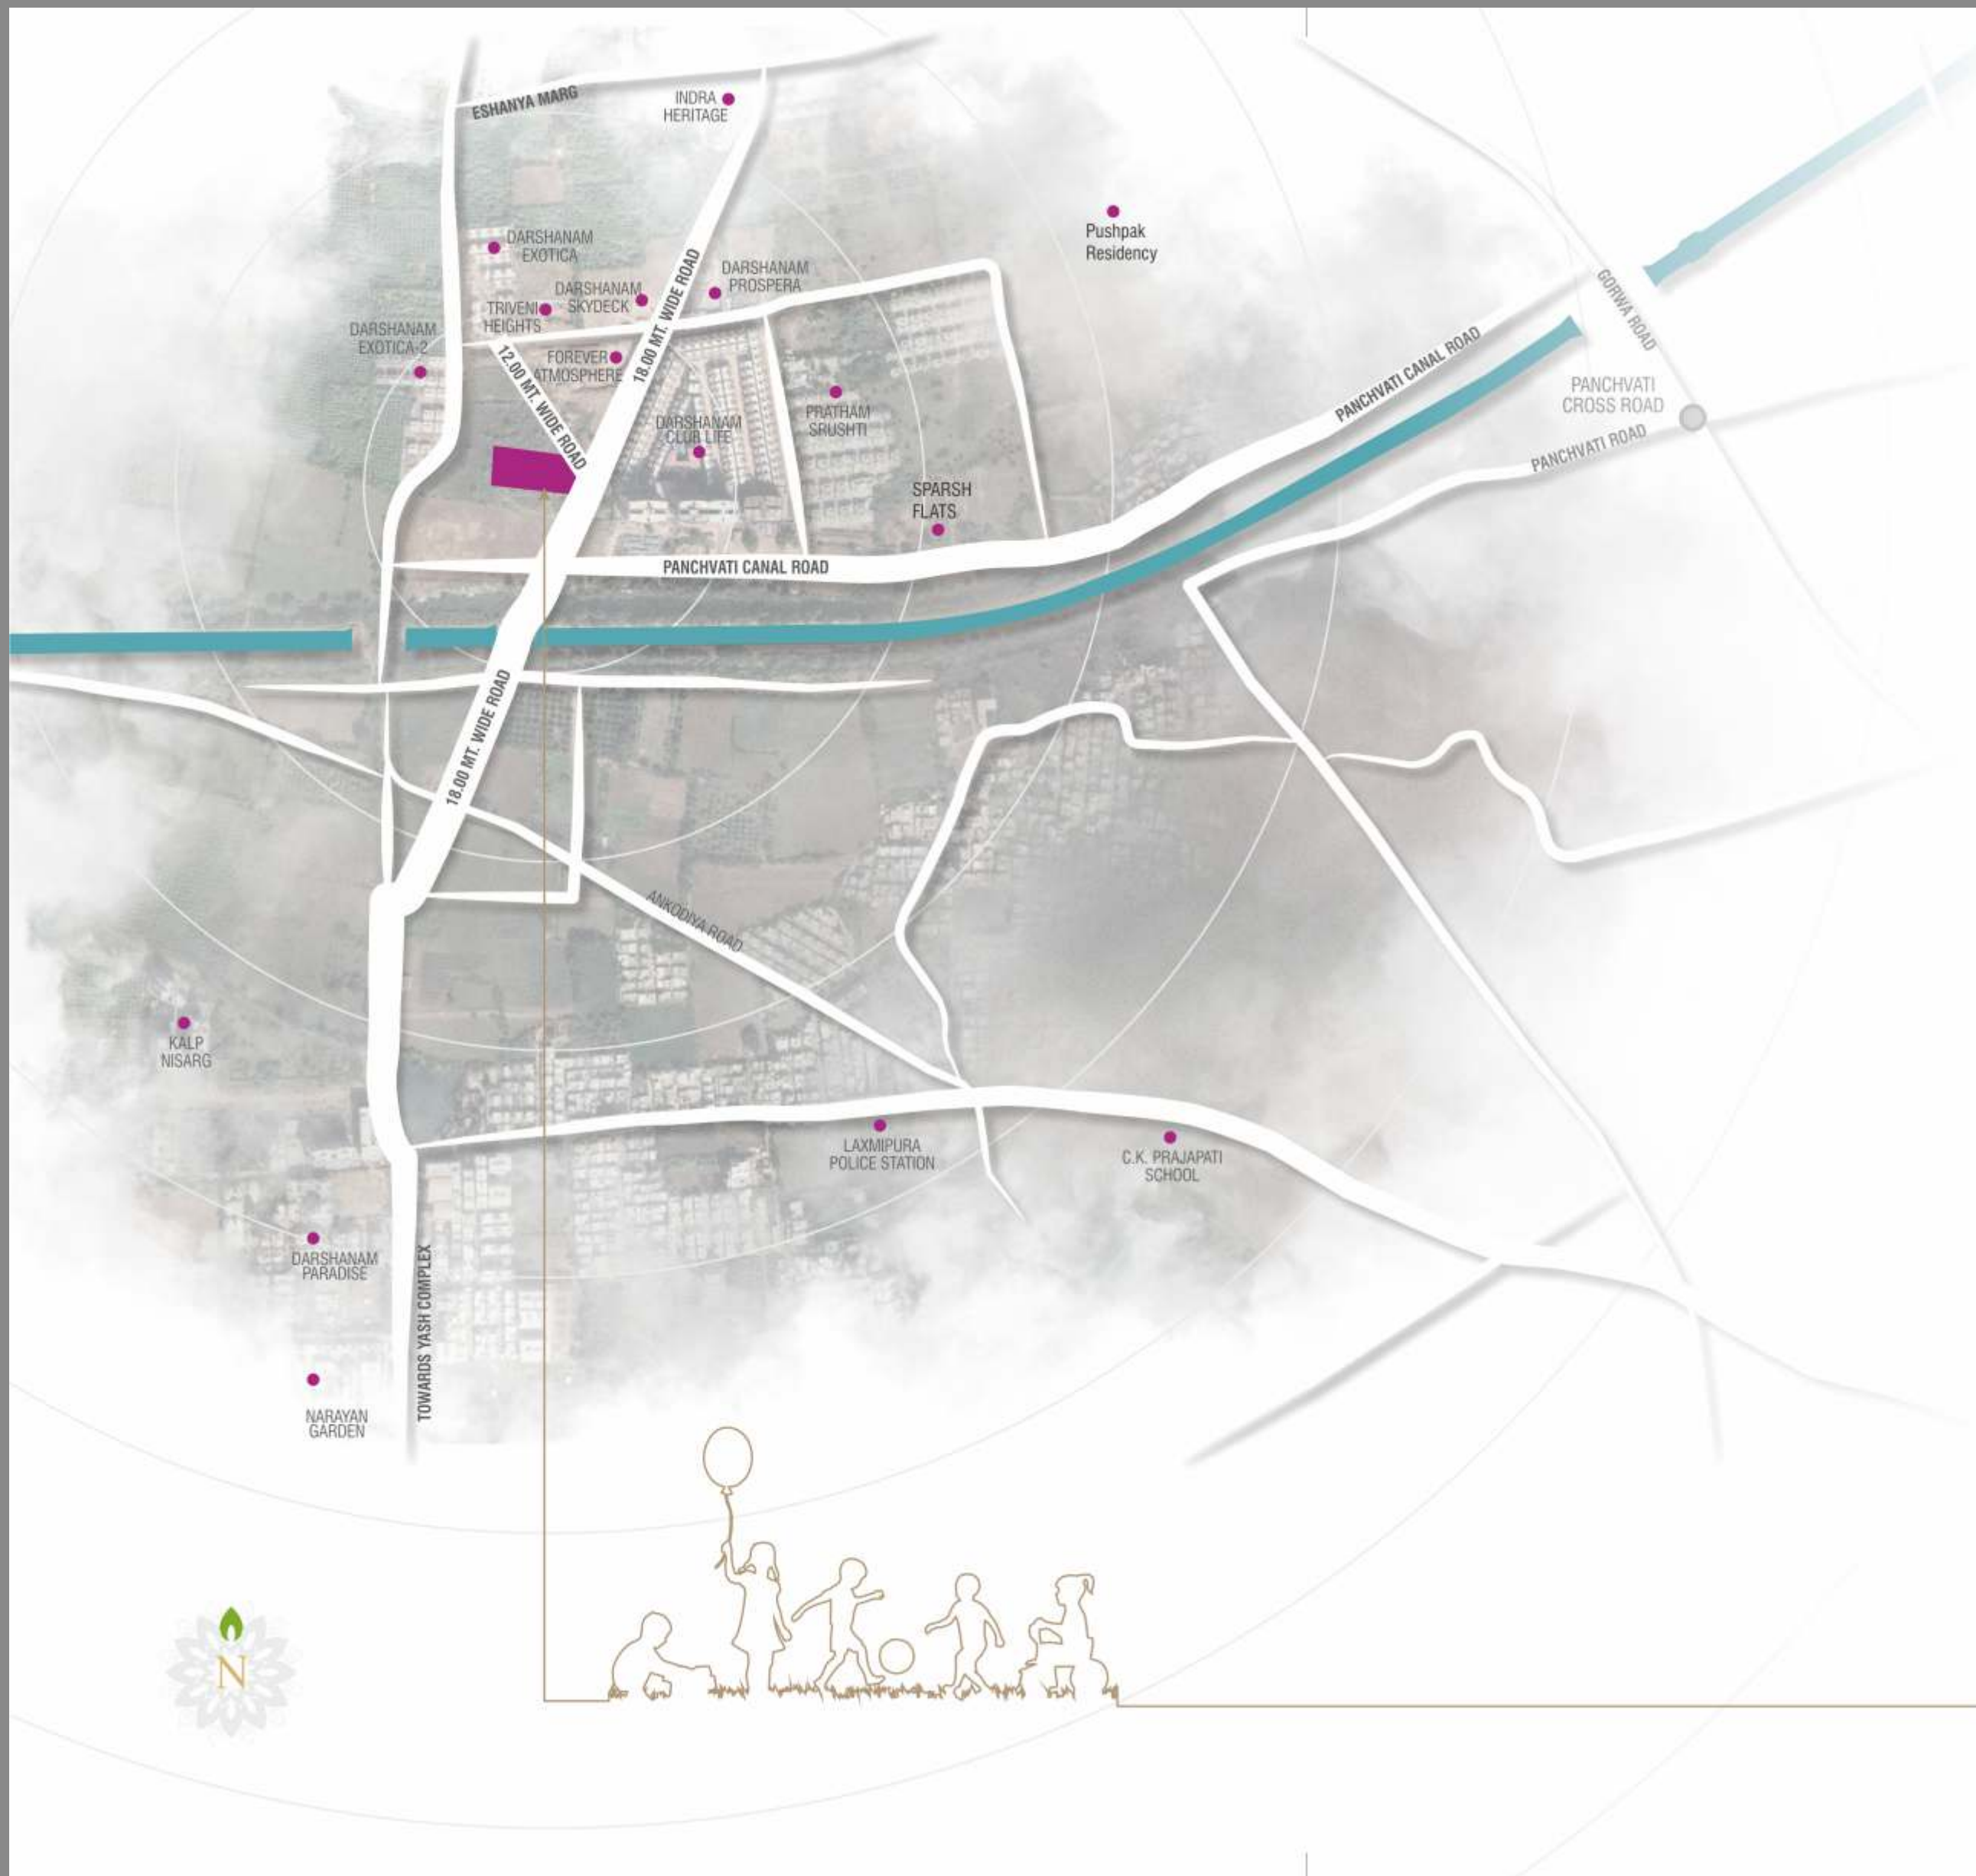 ESHANYA MARG
INDRA
HERITAGE
Pushpak
Residency
DARSHANAM
EXOTICA
DARSHANAM
PROSPERA
DARSHANAM
SKYDECK
TRIVENI
HEIGHTS
18.00 MT. WIDE ROAD
GORWA ROAD
DARSHANAM
EXOTICA-2
12.00 MT. WIDE ROAD
FOREVER
ATMOSPHERE
PANCHVATI CANAL ROAD
PANCHVATI
CROSS ROAD
PANCHVATI ROAD
DARSHANAM
CLUB LIFE
PRATHAM
SRUSHTI
SPARSH
FLATS
PANCHVATI CANAL ROAD
18.00 MT. WIDE ROAD
ANKODIYA ROAD
KALP
NISARG
LAXMIPURA
POLICE STATION
C.K. PRAJAPATI
SCHOOL
DARSHANAM
PARADISE
TOWARDS YASH COMPLEX
NARAYAN
GARDEN
N